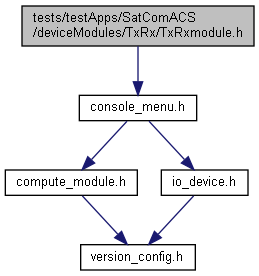 tests/testApps/SatComACS
/deviceModules/TxRx/TxRxmodule.h
console_menu.h
compute_module.h
io_device.h
version_config.h